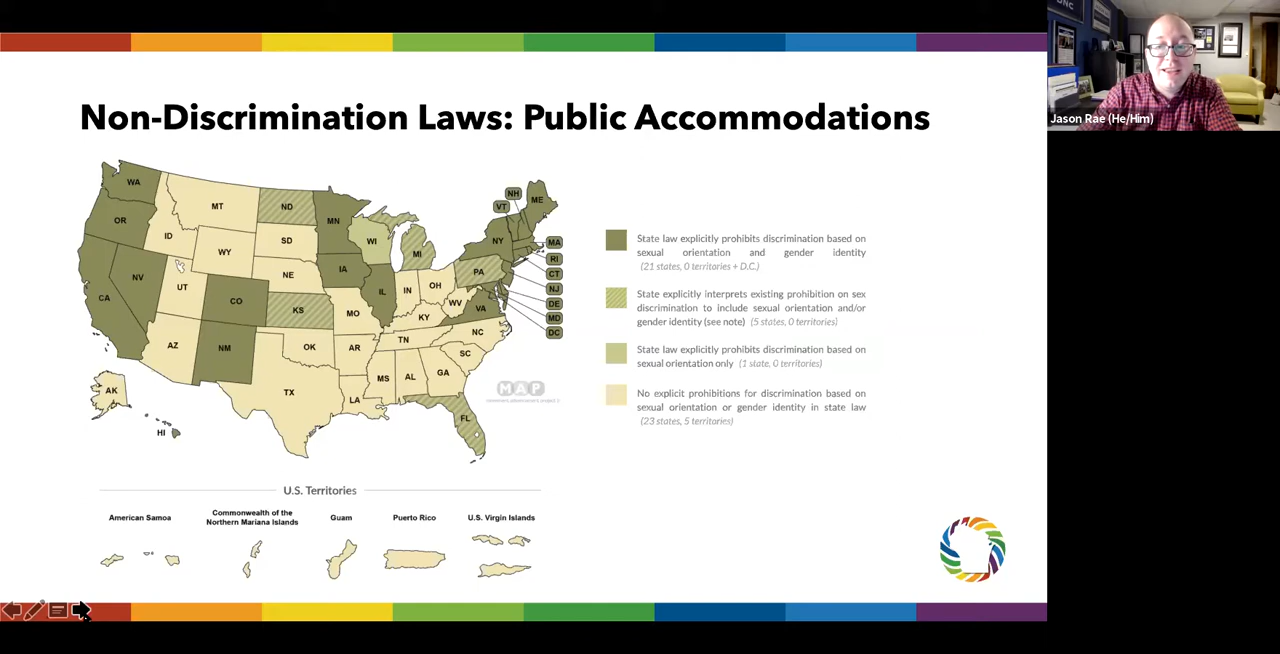 DNC
Jason Rae (He/Him)
Non-Discrimination Laws: Public Accommodations
WA
OR
CA
NV
ID
MT
WY
UT
AZ
CO
NM
ND
SD
NE
KS
OK
TX
MN
IA
MO
AR
LA
WI
IL
MI
IN
OH
KY
TN
MS
AL
GA
FL
SC
NC
VA
WV
PA
NY
VT
NH
ME
MA
RI
CT
NJ
DE
MD
DC
AK
HI
MAP
State law explicitly prohibits discrimination based on
sexual orientation and gender identity
(21 states, 0 territories + D.C.)
State explicitly interprets existing prohibition on sex
discrimination to include sexual orientation and/or
gender identity (see note) (5 states, 0 territories)
State law explicitly prohibits discrimination based on
sexual orientation only (1 state, 0 territories)
No explicit prohibitions for discrimination based on
sexual orientation or gender identity in state law
(23 states, 5 territories)
U.S. Territories
American Samoa
Commonwealth of the
Northern Mariana Islands
Guam
Puerto Rico
U.S. Virgin Islands